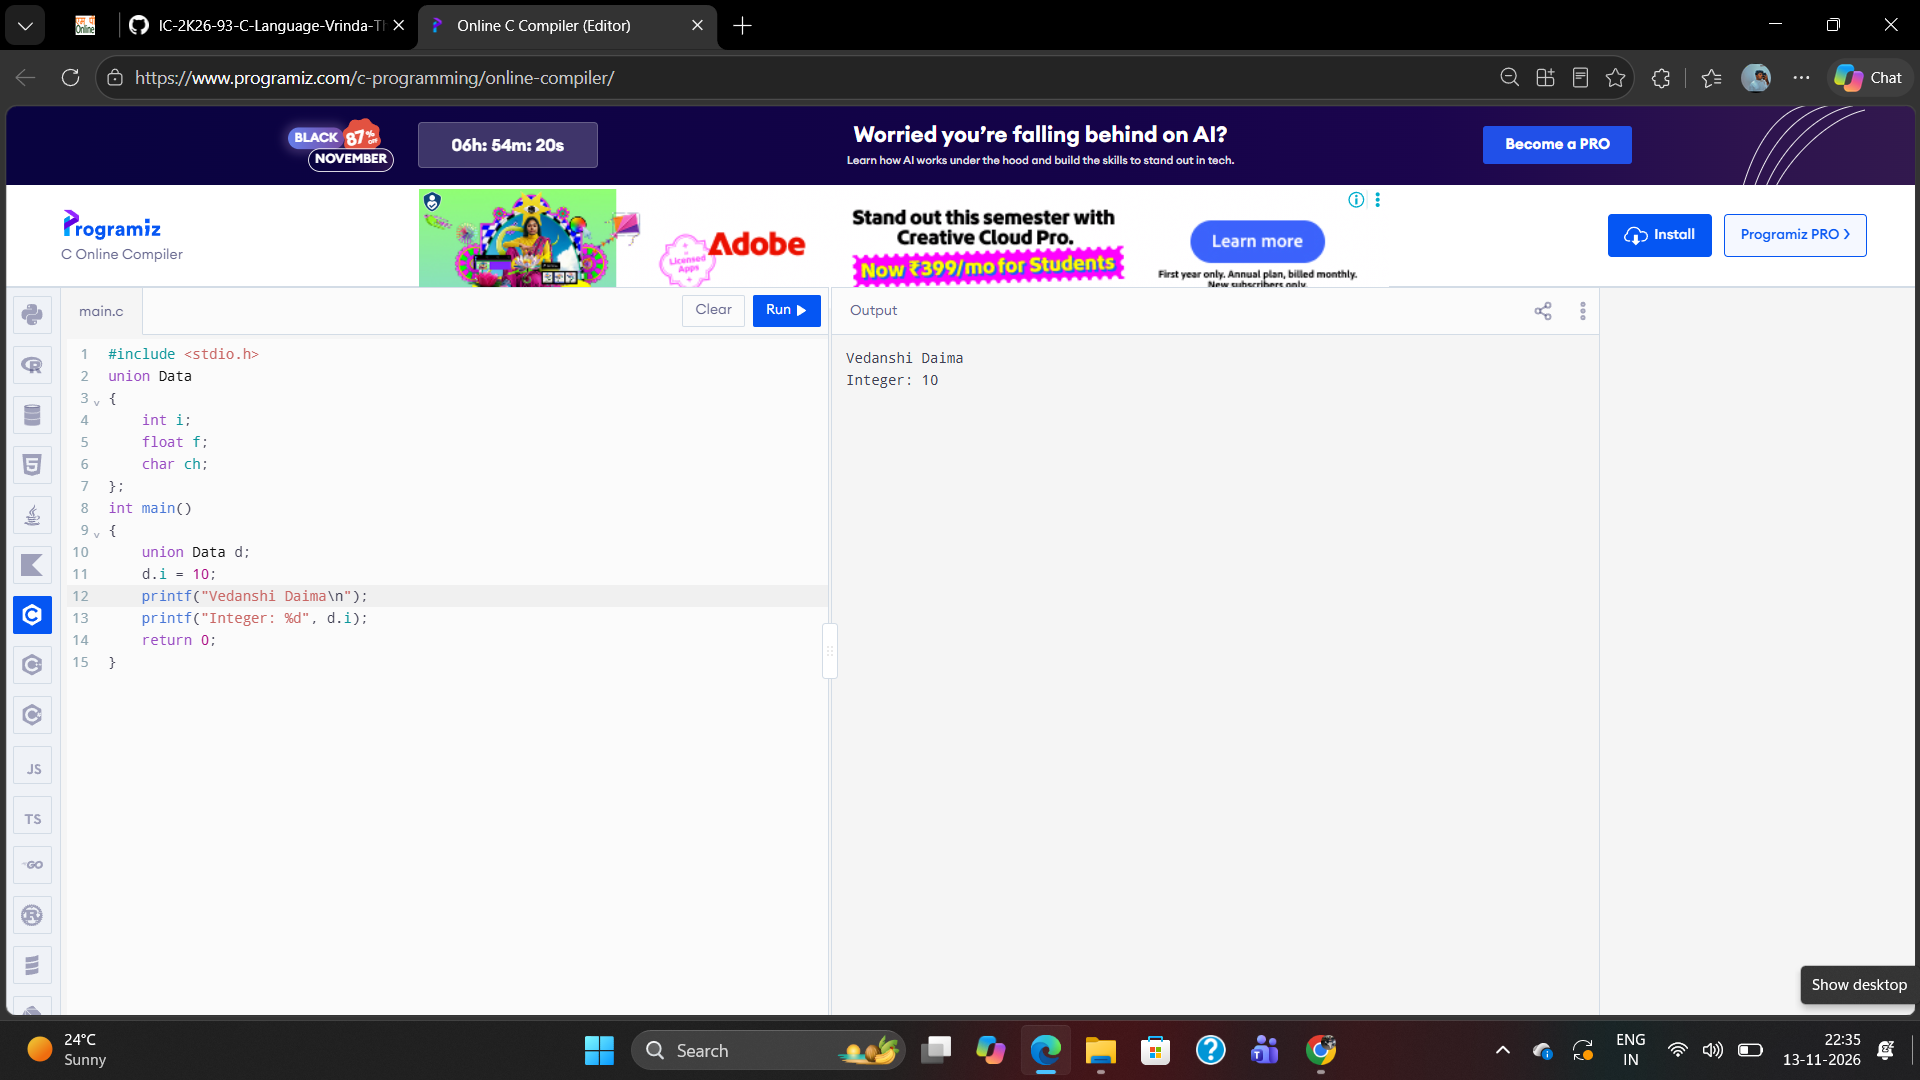 IC-2K26-93-C-Language-Vrinda-Th
Online C Compiler (Editor)
https://www.programiz.com/c-programming/online-compiler/
Chat
BLACK 87% OFF
NOVEMBER
06h: 54m: 20s
Worried you're falling behind on AI?
Learn how AI works under the hood and build the skills to stand out in tech.
Become a PRO
Programiz
C Online Compiler
Licensed Apps
Adobe
Stand out this semester with
Creative Cloud Pro.
Now ₹399/mo for Students
Learn more
First year only. Annual plan, billed monthly.
New subscribers only.
Install
Programiz PRO >
main.c
Clear
Run
Output
1 #include <stdio.h>
2 union Data
3 {
4 int i;
5 float f;
6 char ch;
7 };
8 int main()
9 {
10 union Data d;
11 d.i = 10;
12 printf("Vedanshi Daima\n");
13 printf("Integer: %d", d.i);
14 return 0;
15 }
Vedanshi Daima
Integer: 10
JS
TS
GO
Show desktop
24°C
Sunny
Search
ENG
IN
22:35
13-11-2026